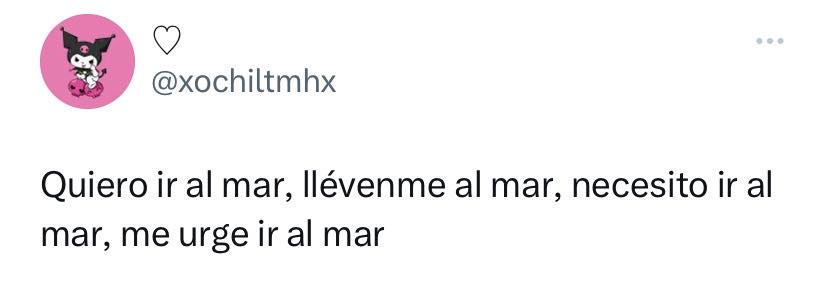 ♡
@xochiltmhx
Quiero ir al mar, llévenme al mar, necesito ir al
mar, me urge ir al mar